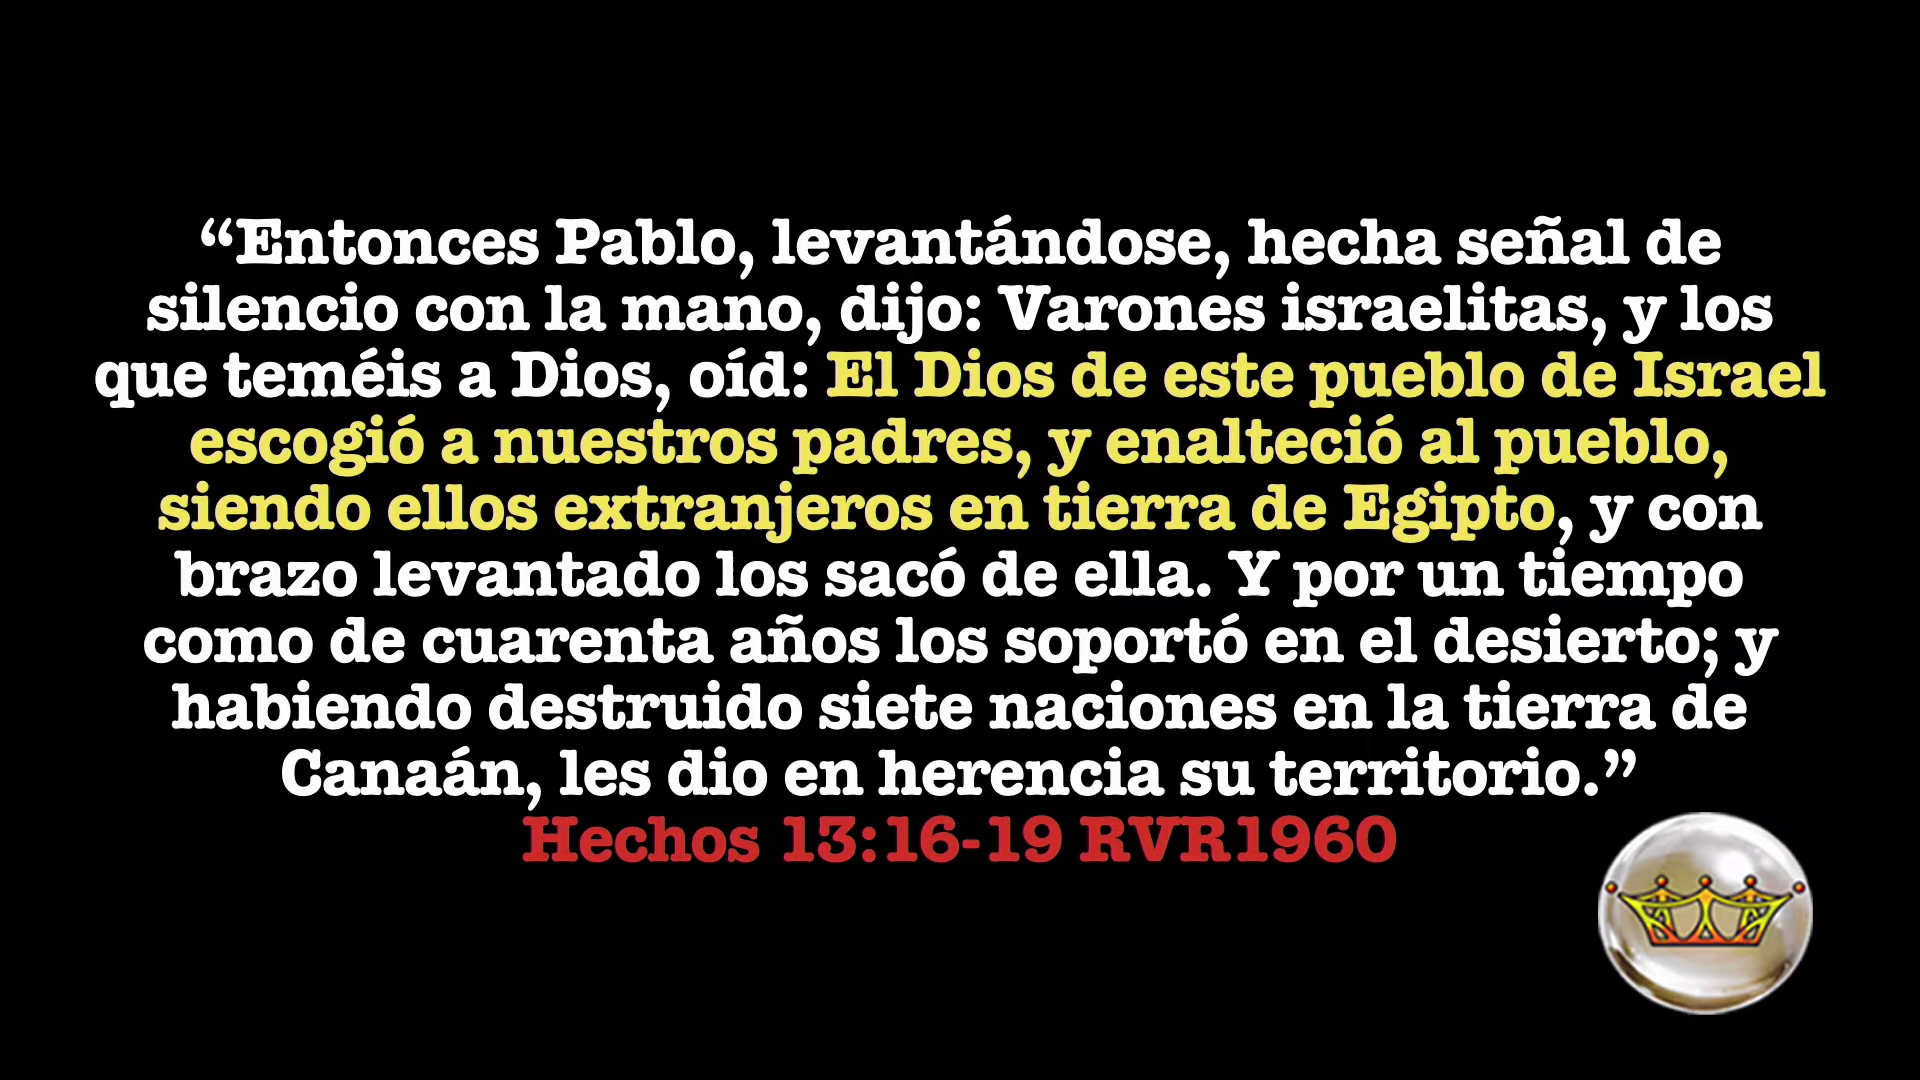 “Entonces Pablo, levantándose, hecha señal de
silencio con la mano, dijo: Varones israelitas, y los
que teméis a Dios, oíd: El Dios de este pueblo de Israel
escogió a nuestros padres, y enalteció al pueblo,
siendo ellos extranjeros en tierra de Egipto, y con
brazo levantado los sacó de ella. Y por un tiempo
como de cuarenta años los soportó en el desierto; y
habiendo destruido siete naciones en la tierra de
Canaán, les dio en herencia su territorio.”
Hechos 13:16-19 RVR1960